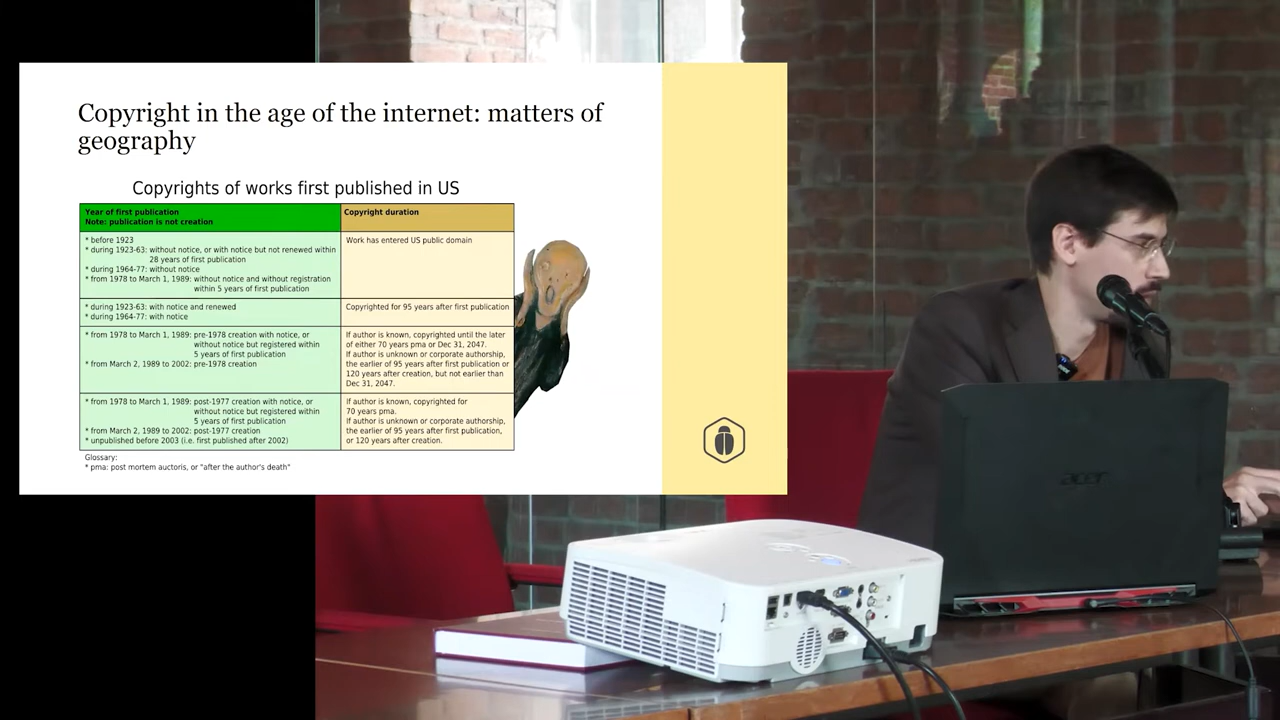 Copyright in the age of the internet: matters of
geography
Copyrights of works first published in US
Year of first publication
Note: publication is not creation
Copyright duration
* before 1923
* during 1923-63: without notice, or with notice but not renewed within
28 years of first publication
* during 1964-77: without notice
* from 1978 to March 1, 1989: without notice and without registration
within 5 years of first publication
Work has entered US public domain
* during 1923-63: with notice and renewed
* during 1964-77: with notice
Copyrighted for 95 years after first publication
* from 1978 to March 1, 1989: pre-1978 creation with notice, or
without notice but registered within
5 years of first publication
* from March 2, 1989 to 2002: pre-1978 creation
If author is known, copyrighted until the later
of either 70 years pma or Dec 31, 2047.
If author is unknown or corporate authorship,
the earlier of 95 years after first publication or
120 years after creation, but not earlier than
Dec 31, 2047.
* from 1978 to March 1, 1989: post-1977 creation with notice, or
without notice but registered within
5 years of first publication
* from March 2, 1989 to 2002: post-1977 creation
* unpublished before 2003 (i.e. first published after 2002)
If author is known, copyrighted for
70 years pma.
If author is unknown or corporate authorship,
the earlier of 95 years after first publication,
or 120 years after creation.
Glossary:
* pma: post mortem auctoris, or "after the author's death"
acer